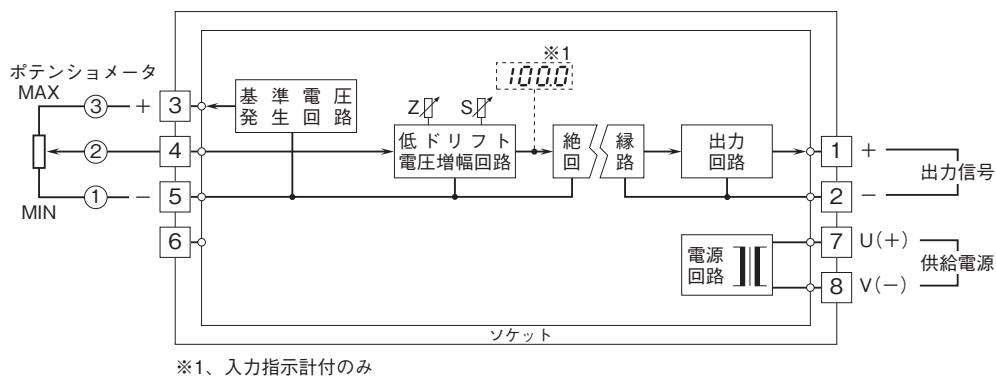 ポテンショメータ
MAX
③ +
3
②
4
① −
5
MIN
6
基準電圧
発生回路
Z
S
※1
100.0
低ドリフト
電圧増幅回路
絶縁
回路
出力
回路
電源
回路
1 +
2 −
出力信号
7 U(+)
8 V(−)
供給電源
ソケット
※1、入力指示計付のみ